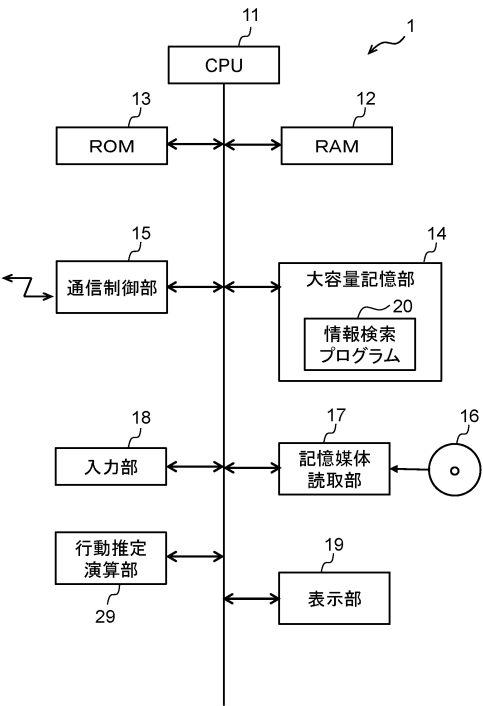 11
1
CPU
13
12
ROM
RAM
15
14
通信制御部
大容量記憶部
20
情報検索
プログラム
18
17
16
入力部
記憶媒体
読取部
行動推定
演算部
29
19
表示部